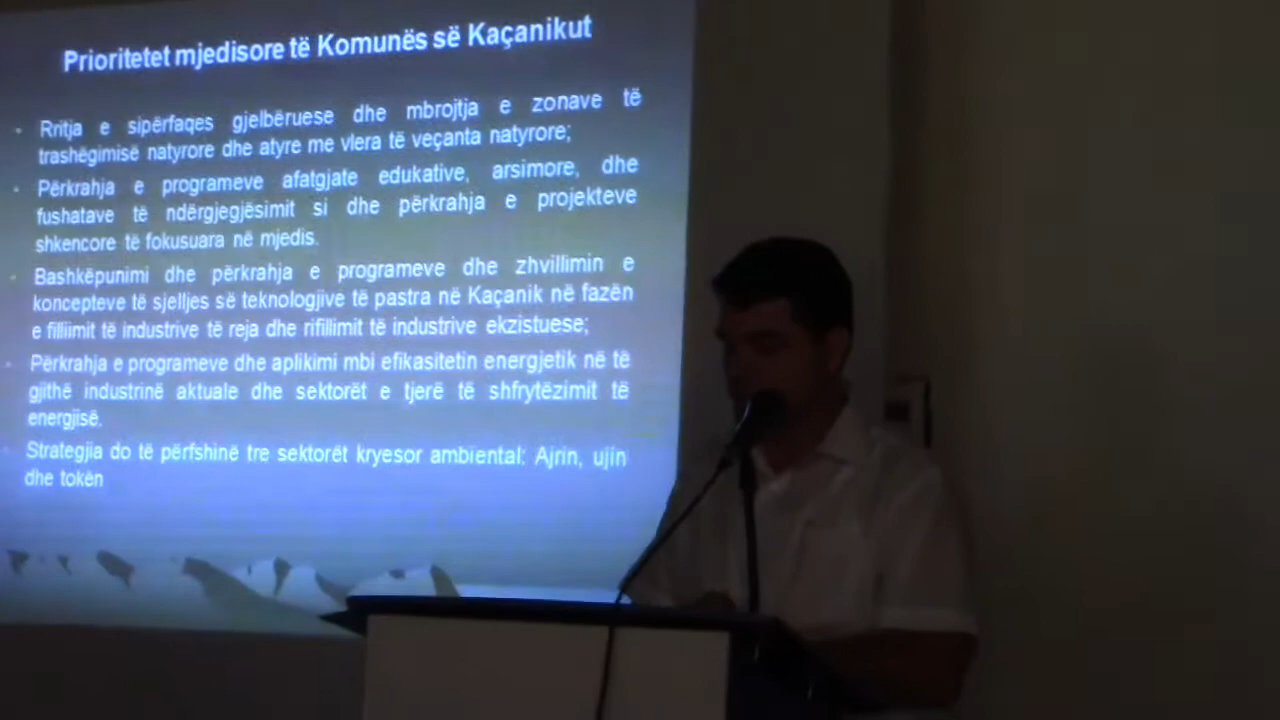 Prioritetet mjedisore të Komunës së Kaçanikut
Rritja e sipërfaqes gjelbëruese dhe mbrojtja e zonave të
trashëgimisë natyrore dhe atyre me vlera të veçanta natyrore;
Përkrahja e programeve afatgjate edukative, arsimore, dhe
fushatave të ndërgjegjësimit si dhe përkrahja e projekteve
shkencore të fokusuara në mjedis.
Bashkëpunimi dhe përkrahja e programeve dhe zhvillimin e
koncepteve të sjelljes së teknologjive të pastra në Kaçanik në fazën
e filliimit të industrive të reja dhe rifillimit të industrive ekzistuese;
Përkrahja e programeve dhe aplikimi mbi efikasitetin energjetik në të
gjithë industrinë aktuale dhe sektorët e tjerë të shfrytëzimit të
energjisë.
Strategjia do të përfshinë tre sektorët kryesor ambiental: Ajrin, ujin
dhe tokën